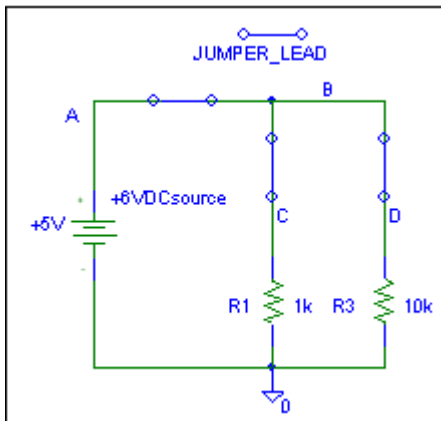 JUMPER_LEAD
A
B
+6VDCsource
+5V
C
D
R1
1k
R3
10k
0